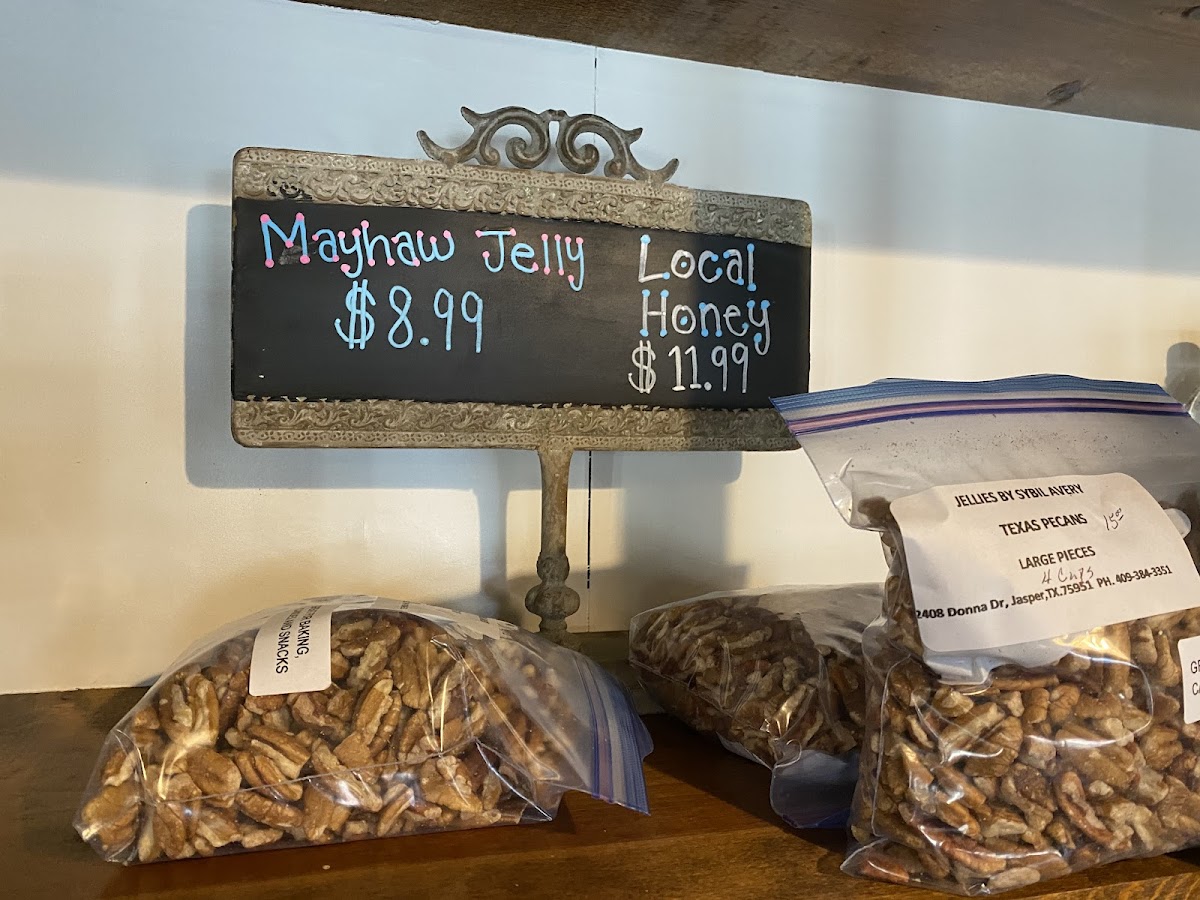 Mayhaw Jelly
$8.99
Local
Honey
$11.99
JELLIES BY SYBIL AVERY
TEXAS PECANS 15.00
LARGE PIECES
4 Cups
2408 Donna Dr, Jasper,TX.75951 PH. 409-384-3351
BAKING,
SNACKS